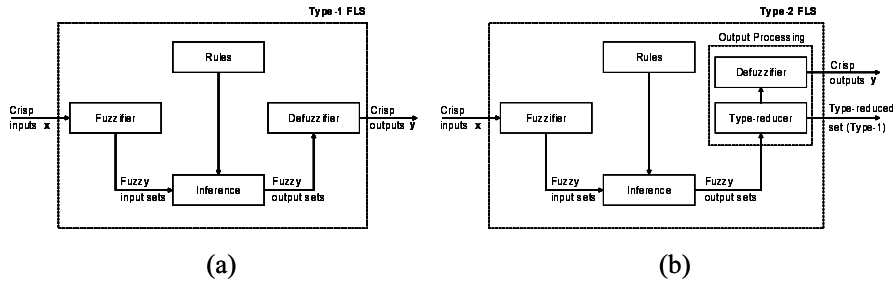 Type-1 FLS
Rules
Crisp
inputs x
Fuzzifier
Defuzzifier
Crisp
outputs y
Fuzzy
input sets
Inference
Fuzzy
output sets
(a)
Type-2 FLS
Output Processing
Rules
Defuzzifier
Crisp
outputs y
Crisp
inputs x
Fuzzifier
Type-reducer
Type-reduced
set (Type-1)
Fuzzy
input sets
Inference
Fuzzy
output sets
(b)